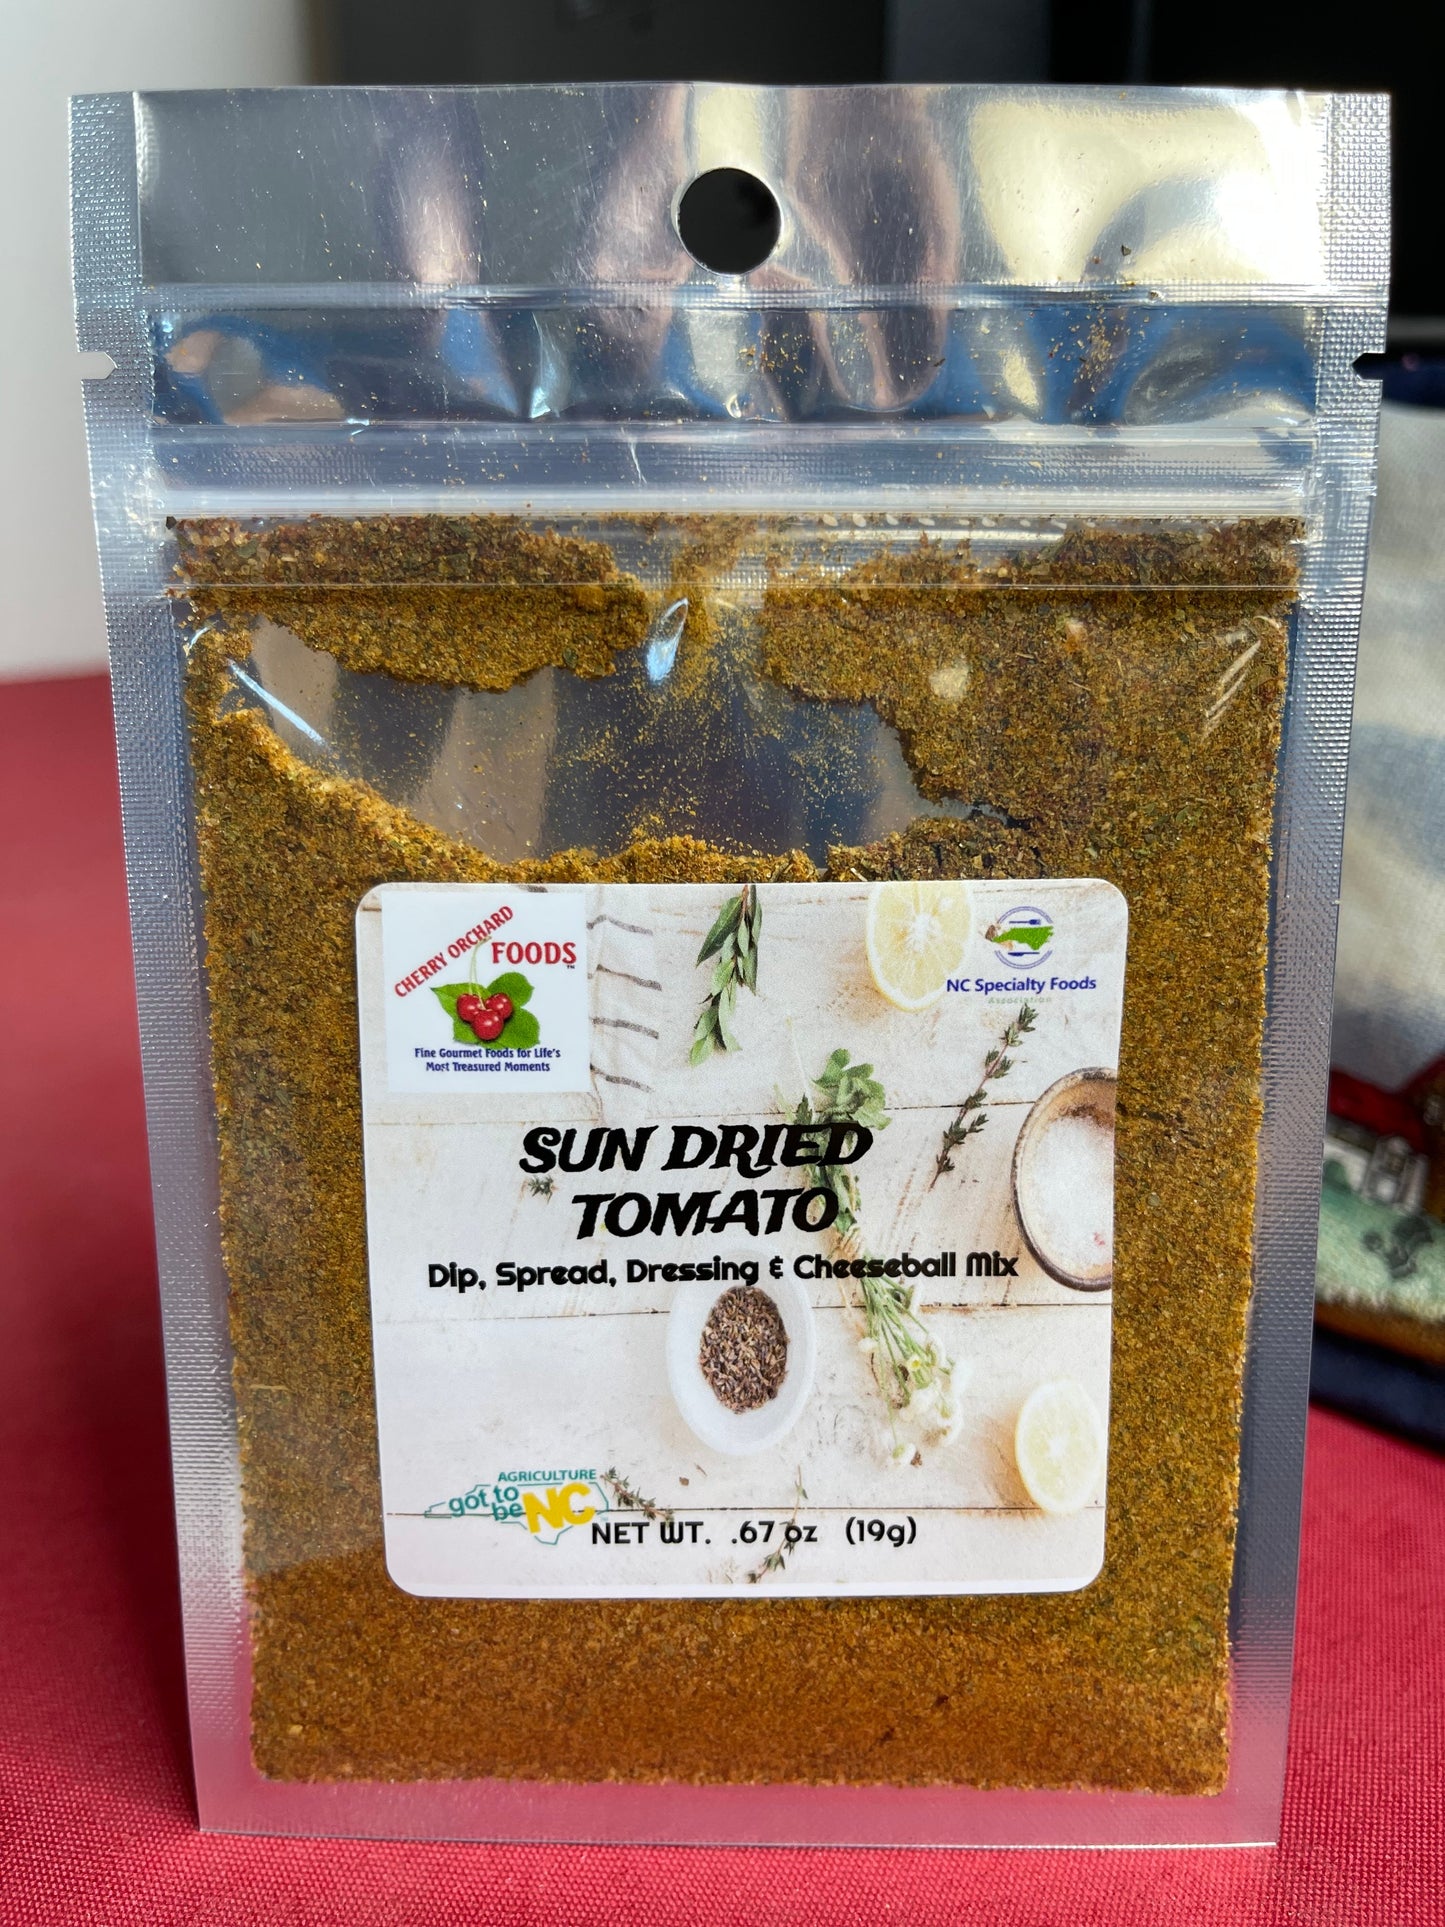 CHERRY ORCHARD
FOODS™
Fine Gourmet Foods for Life's
Most Treasured Moments
NC Specialty Foods
Association
SUN DRIED
TOMATO
Dip, Spread, Dressing & Cheeseball Mix
AGRICULTURE
got to
be NC
NET WT. .67 oz (19g)